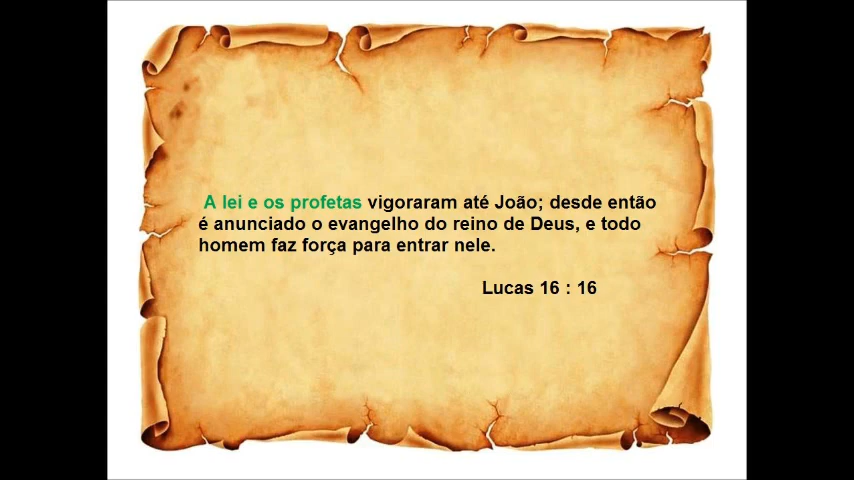 A lei e os profetas vigoraram até João; desde então
é anunciado o evangelho do reino de Deus, e todo
homem faz força para entrar nele.
Lucas 16 : 16